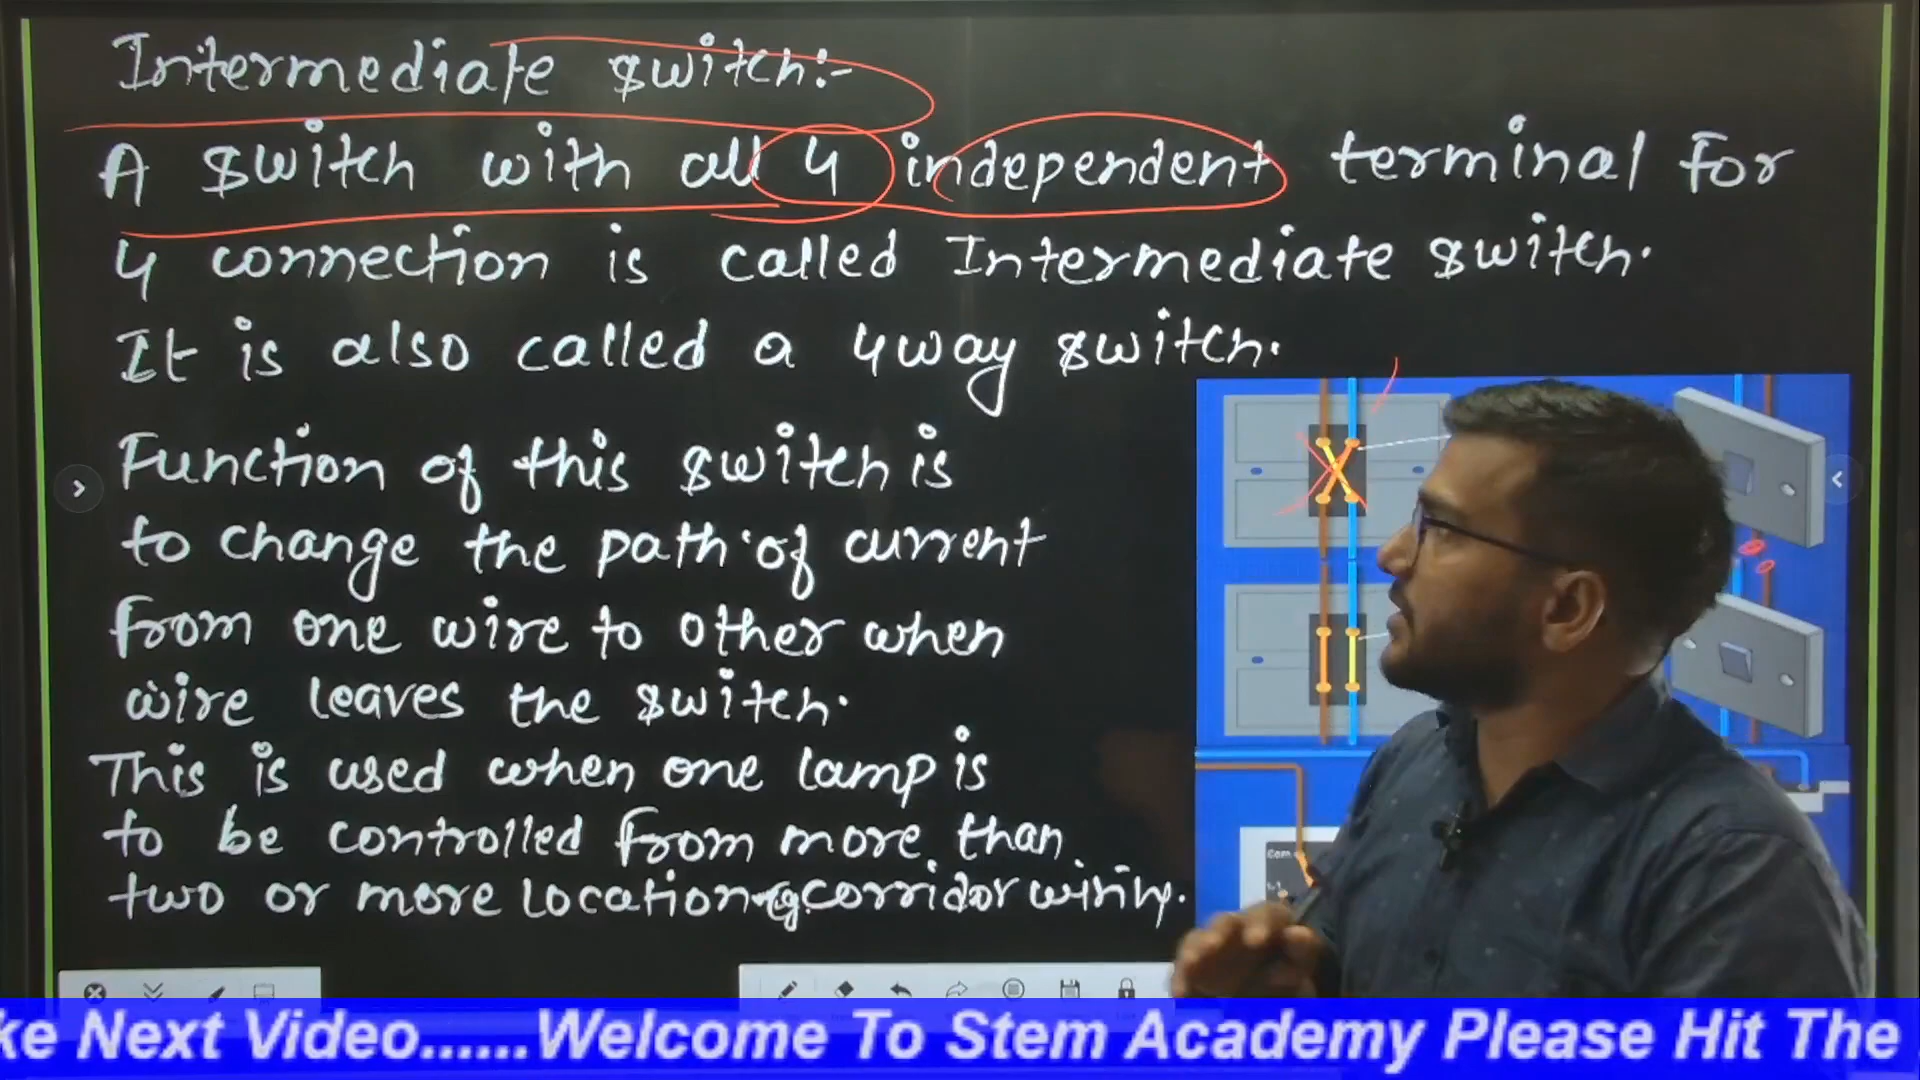 Intermediate switch:-
A switch with all 4 independent terminal for
4 connection is called Intermediate switch.
It is also called a 4way switch.
Function of this switch is
to change the path of current
from one wire to other when
wire leaves the switch.
This is used when one lamp is
to be controlled from more than
two or more location corridor wiring.
Com
ke Next Video......Welcome To Stem Academy Please Hit The